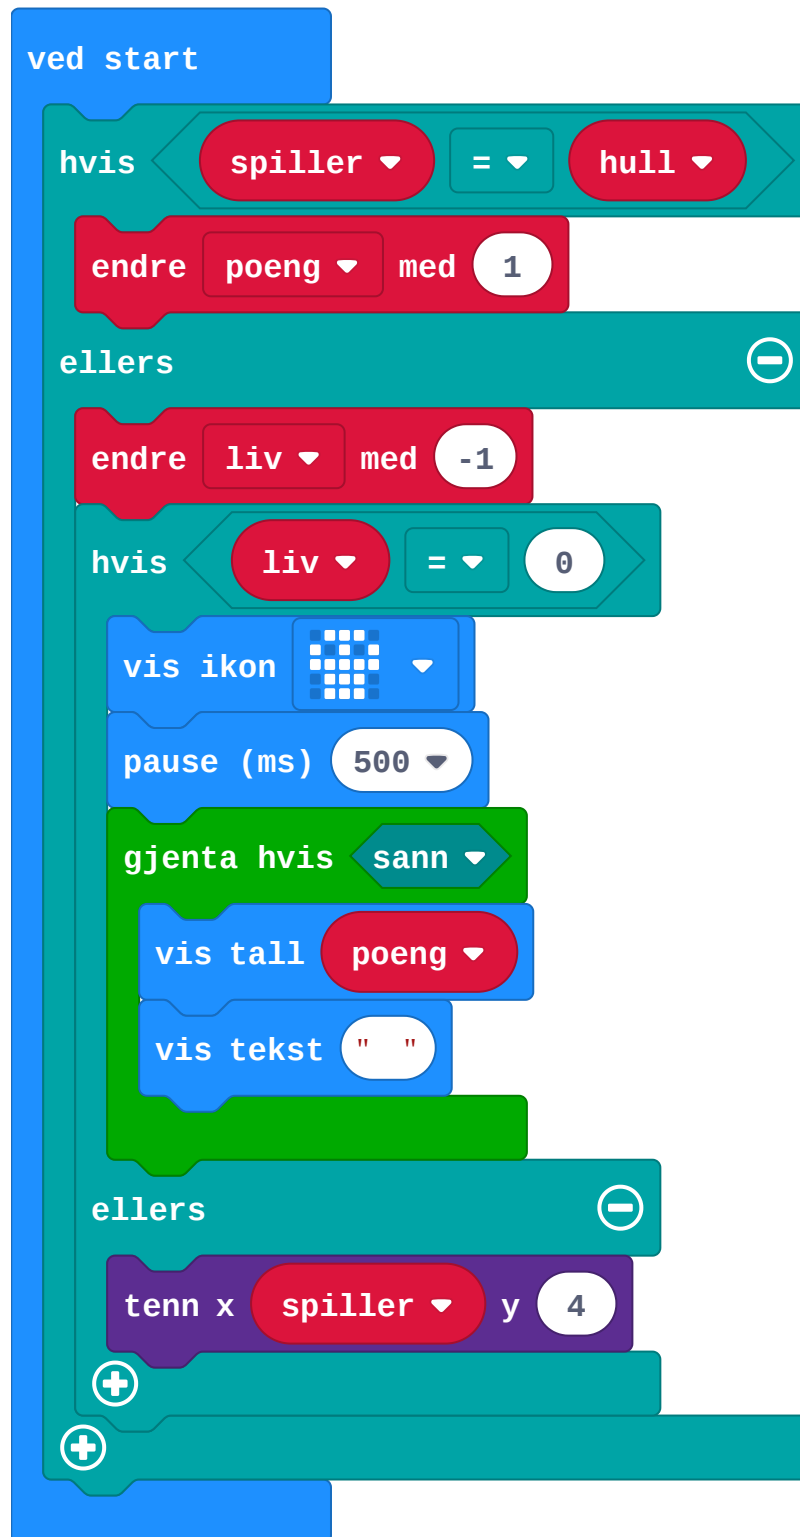 ved start
hvis spiller = hull
endre poeng med 1
ellers
endre liv med -1
hvis liv = 0
vis ikon
pause (ms) 500
gjenta hvis sann
vis tall poeng
vis tekst " "
ellers
tenn x spiller y 4